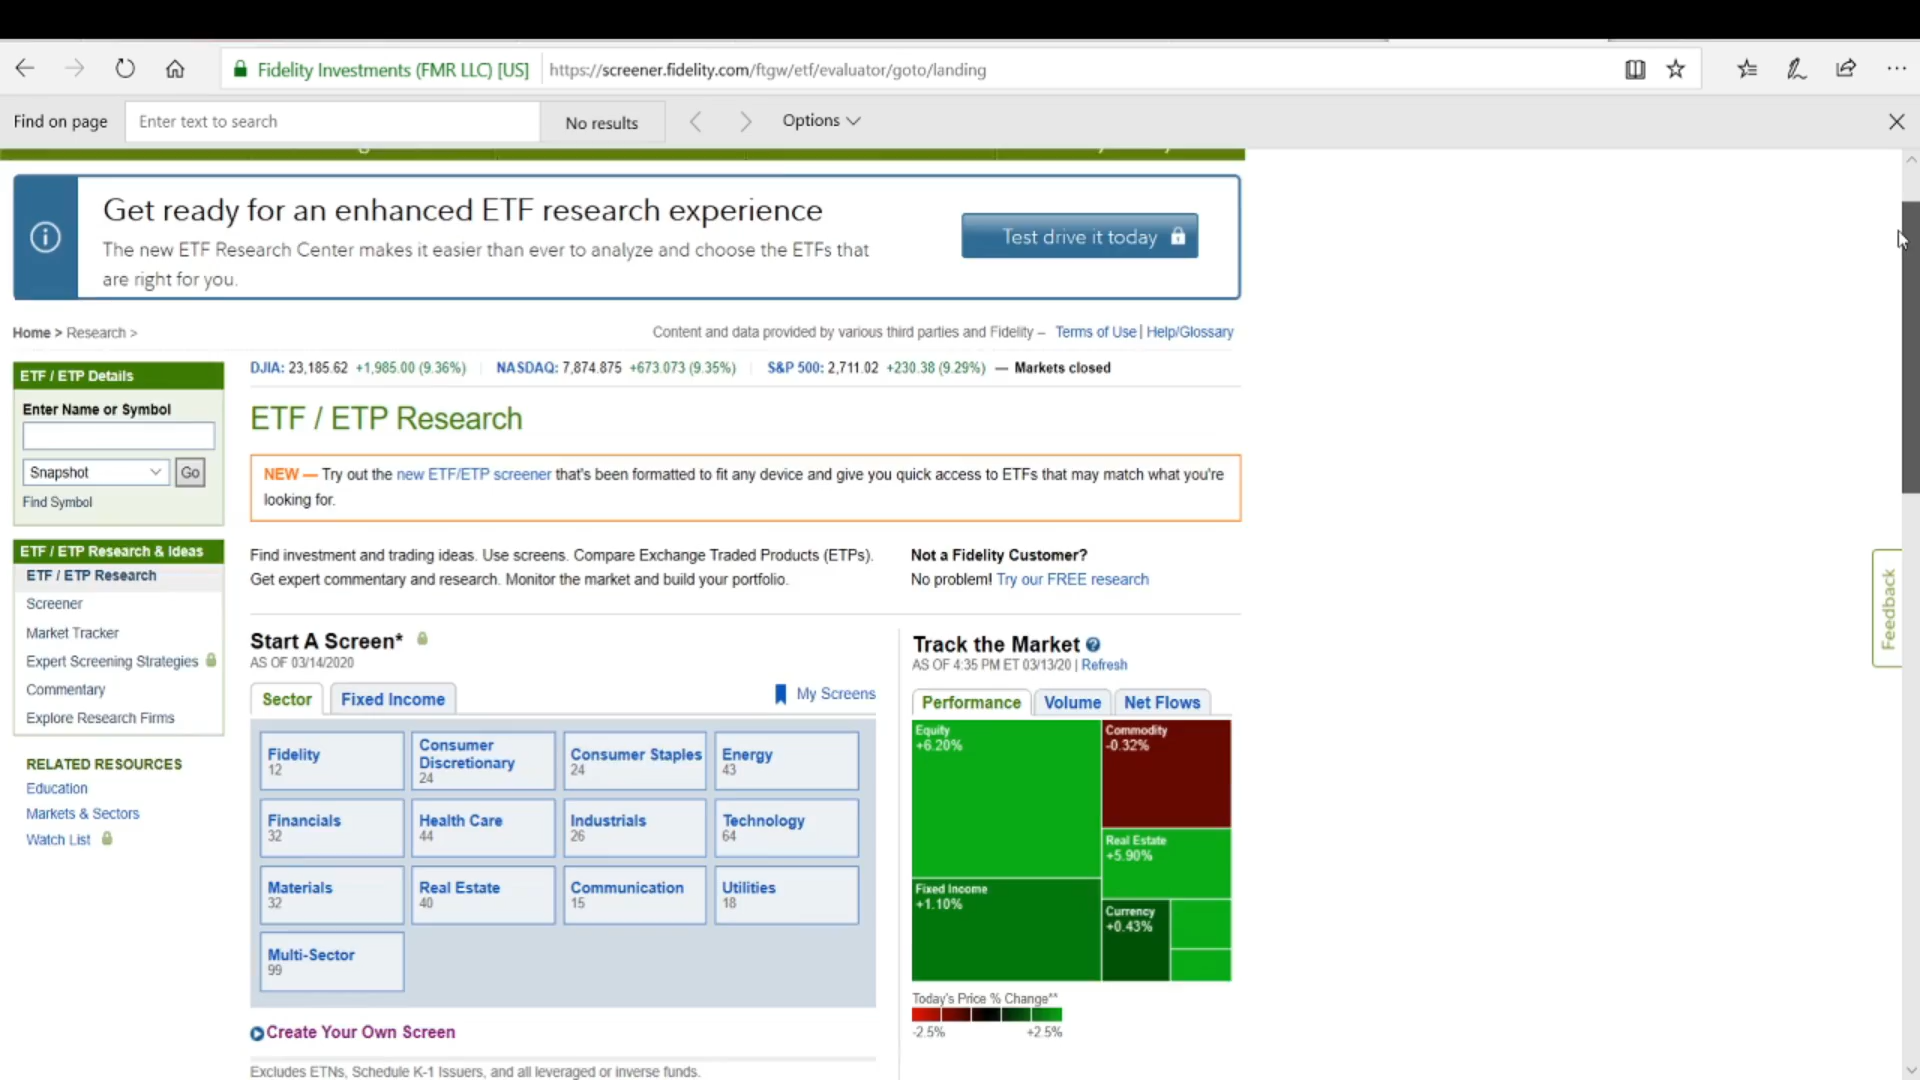 Fidelity Investments (FMR LLC) [US] https://screener.fidelity.com/ftgw/etf/evaluator/goto/landing
Find on page Enter text to search No results Options
Get ready for an enhanced ETF research experience
The new ETF Research Center makes it easier than ever to analyze and choose the ETFs that
are right for you.
Test drive it today
Home > Research >
Content and data provided by various third parties and Fidelity – Terms of Use | Help/Glossary
DJIA: 23,185.62 +1,985.00 (9.36%) | NASDAQ: 7,874.875 +673.073 (9.35%) | S&P 500: 2,711.02 +230.38 (9.29%) — Markets closed
ETF / ETP Details
Enter Name or Symbol
Snapshot Go
Find Symbol
ETF / ETP Research & Ideas
ETF / ETP Research
Screener
Market Tracker
Expert Screening Strategies
Commentary
Explore Research Firms
RELATED RESOURCES
Education
Markets & Sectors
Watch List
ETF / ETP Research
NEW — Try out the new ETF/ETP screener that's been formatted to fit any device and give you quick access to ETFs that may match what you're
looking for.
Find investment and trading ideas. Use screens. Compare Exchange Traded Products (ETPs).
Get expert commentary and research. Monitor the market and build your portfolio.
Not a Fidelity Customer?
No problem! Try our FREE research
Start A Screen*
AS OF 03/14/2020
Sector Fixed Income My Screens
Fidelity
12
Consumer
Discretionary
24
Consumer Staples
24
Energy
43
Financials
32
Health Care
44
Industrials
26
Technology
64
Materials
32
Real Estate
40
Communication
15
Utilities
18
Multi-Sector
99
Create Your Own Screen
Excludes ETNs, Schedule K-1 Issuers, and all leveraged or inverse funds.
Track the Market
AS OF 4:35 PM ET 03/13/20 | Refresh
Performance Volume Net Flows
Equity
+6.20%
Commodity
-0.32%
Real Estate
+5.90%
Fixed Income
+1.10%
Currency
+0.43%
Today's Price % Change**
-2.5% +2.5%
Feedback